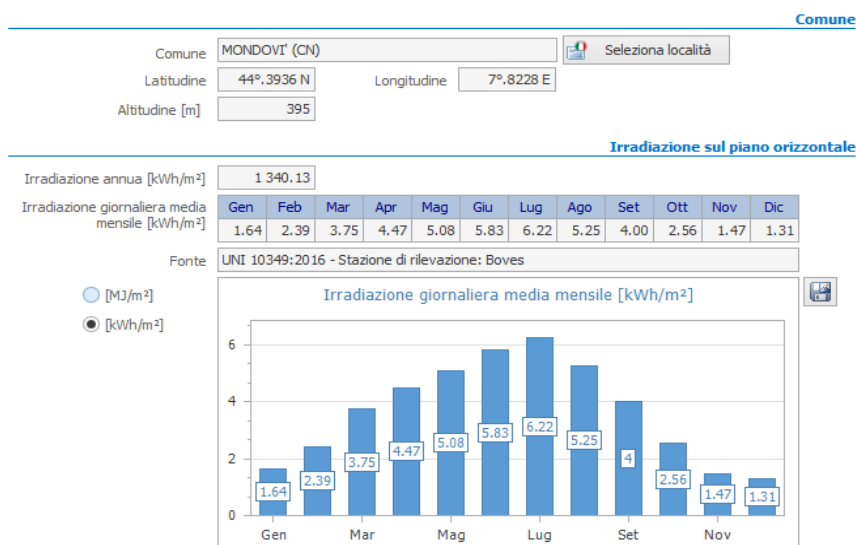 Comune
Comune MONDOVI' (CN) Seleziona località
Latitudine 44°.3936 N Longitudine 7°.8228 E
Altitudine [m] 395
Irradiazione sul piano orizzontale
Irradiazione annua [kWh/m²] 1 340.13
Irradiazione giornaliera media mensile [kWh/m²] Gen Feb Mar Apr Mag Giu Lug Ago Set Ott Nov Dic
1.64 2.39 3.75 4.47 5.08 5.83 6.22 5.25 4.00 2.56 1.47 1.31
Fonte UNI 10349:2016 - Stazione di rilevazione: Boves
[MJ/m²]
[kWh/m²]
Irradiazione giornaliera media mensile [kWh/m²]
6
4
2
0
1.64 2.39 3.75 4.47 5.08 5.83 6.22 5.25 4 2.56 1.47 1.31
Gen Mar Mag Lug Set Nov